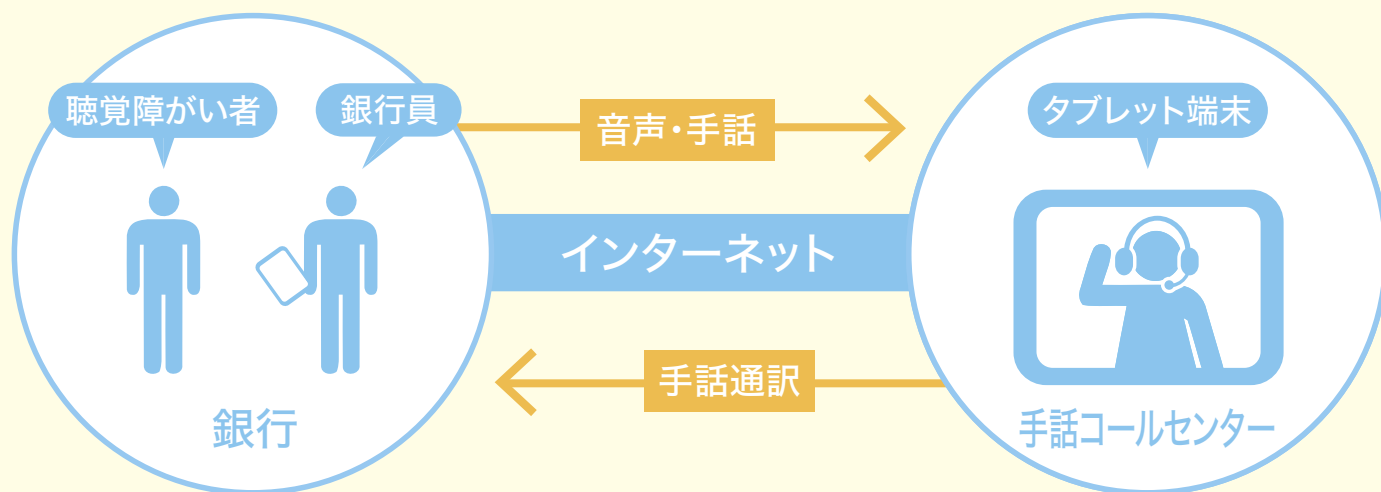 聴覚障がい者
銀行員
音声・手話
タブレット端末
インターネット
手話通訳
銀行
手話コールセンター